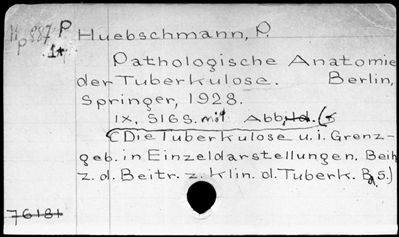 Hp 887 P
1*
Huebschmann, P.
Pathologische Anatomie
der Tuberkulose. Berlin,
Springer, 1928.
IX, 516 S. mit Abb.
(Die Tuberkulose u. i. Grenz-
geb. in Einzeldarstellungen. Beih
z. d. Beitr. z. Klin. d. Tuberk. Bd. 5.)
76181